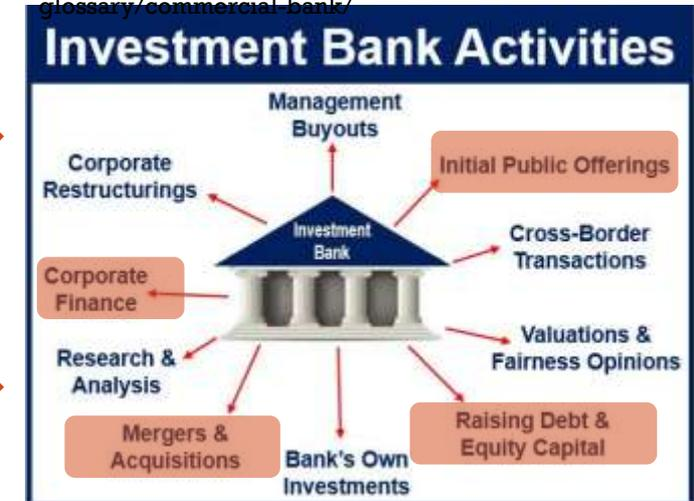 glossary/commercial-bank/
Investment Bank Activities
Management
Buyouts
Initial Public Offerings
Corporate
Restructurings
Investment
Bank
Cross-Border
Transactions
Corporate
Finance
Valuations &
Fairness Opinions
Research &
Analysis
Raising Debt &
Equity Capital
Mergers &
Acquisitions
Bank's Own
Investments